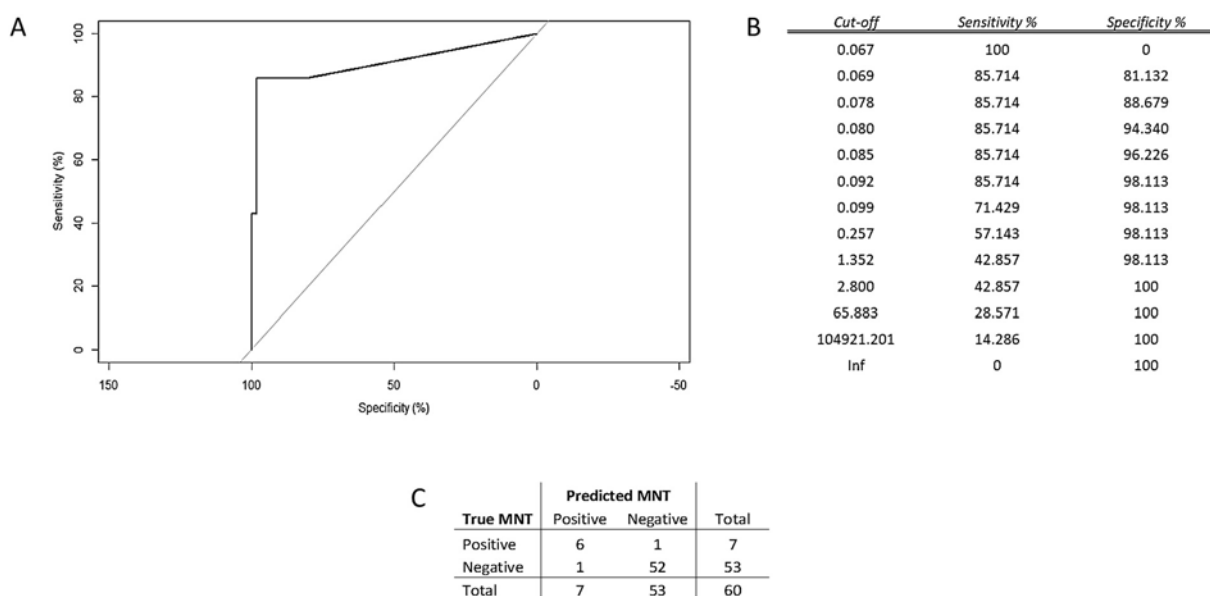 A
100
80
60
40
20
0
Sensitivity (%)
150 100 50 0 -50
Specificity (%)
B
Cut-off Sensitivity % Specificity %
0.067 100 0
0.069 85.714 81.132
0.078 85.714 88.679
0.080 85.714 94.340
0.085 85.714 96.226
0.092 85.714 98.113
0.099 71.429 98.113
0.257 57.143 98.113
1.352 42.857 98.113
2.800 42.857 100
65.883 28.571 100
104921.201 14.286 100
Inf 0 100
C
Predicted MNT
True MNT Positive Negative Total
Positive 6 1 7
Negative 1 52 53
Total 7 53 60